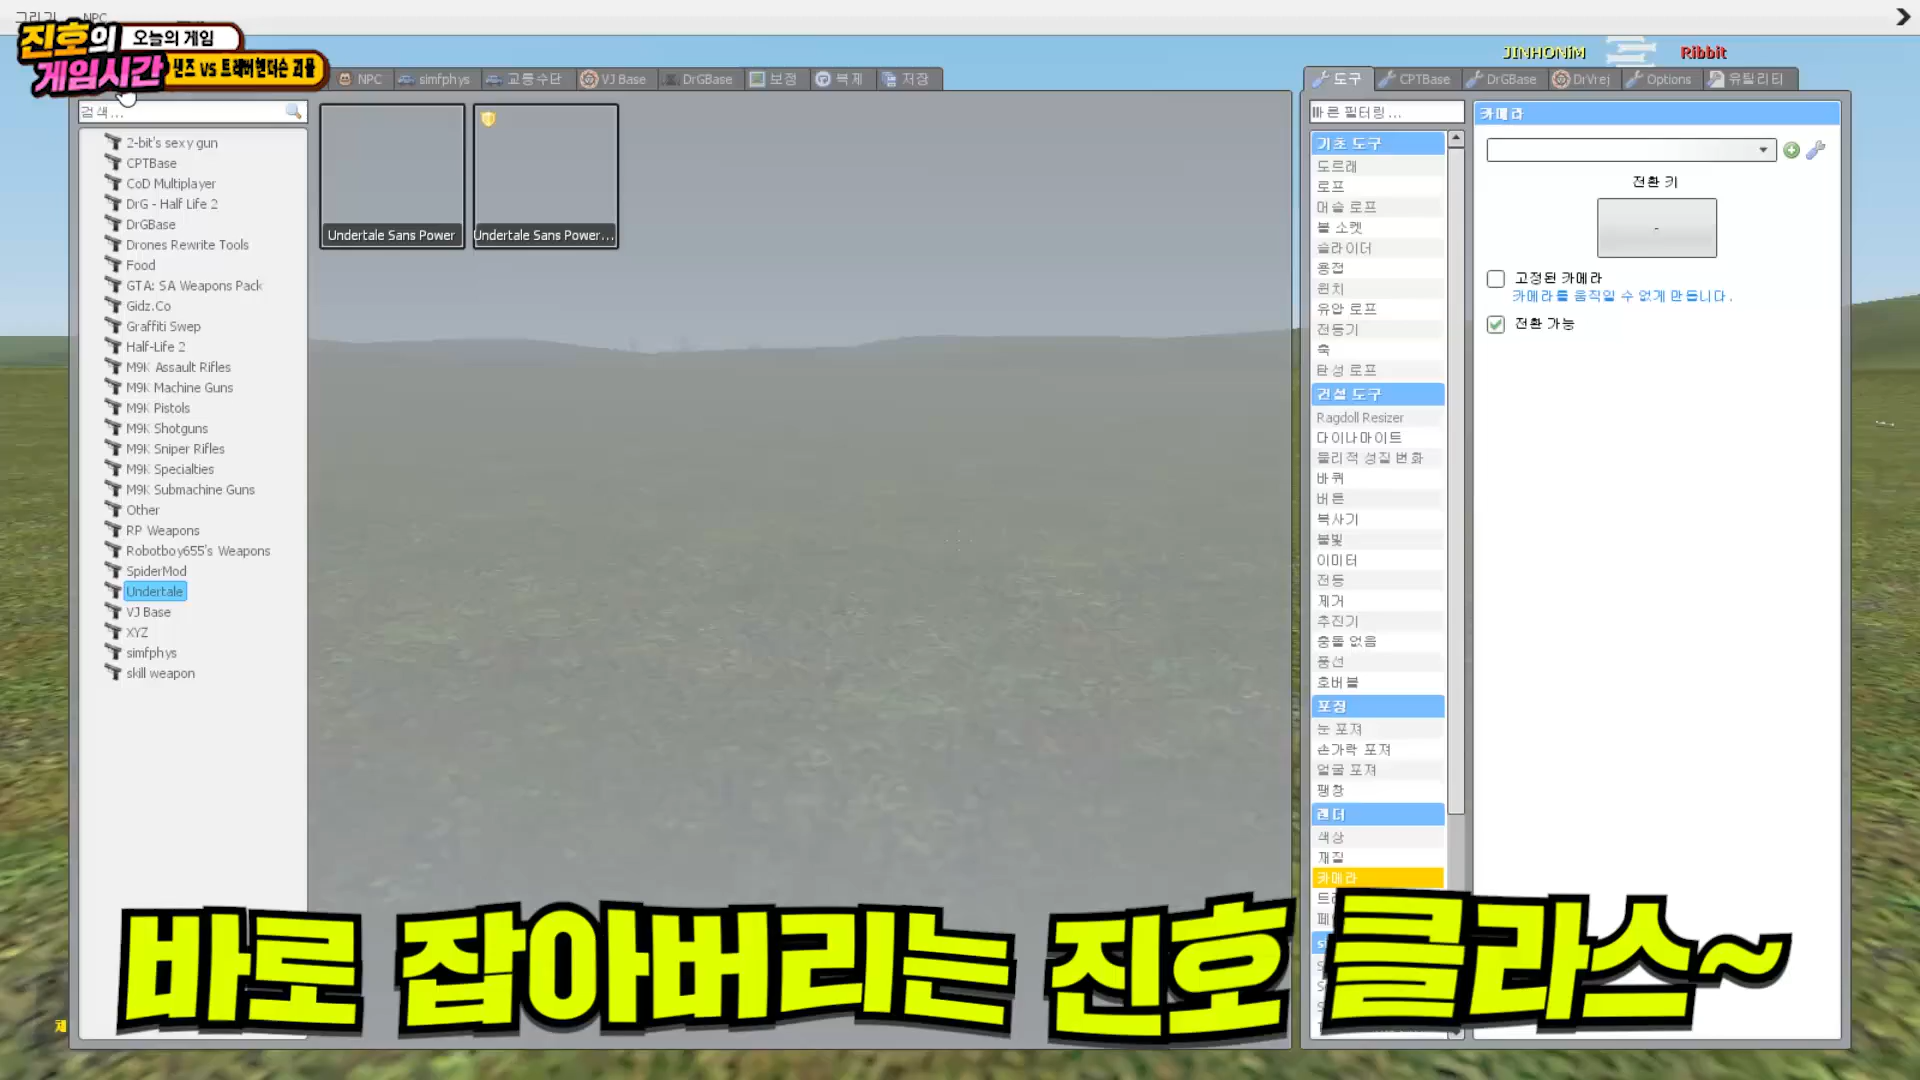 그리기 NPC
진호의
게임시간
오늘의 게임
낸즈 vs 트레버헨더슨 괴물
JINHONiM
Ribbit
NPC
simfphys
교통수단
VJ Base
DrGBase
보정
복제
저장
도구
CPTBase
DrGBase
DrVrej
Options
유틸리티
검색...
2-bit's sexy gun
CPTBase
CoD Multiplayer
DrG - Half Life 2
DrGBase
Drones Rewrite Tools
Food
GTA: SA Weapons Pack
Gidz.Co
Graffiti Swep
Half-Life 2
M9K Assault Rifles
M9K Machine Guns
M9K Pistols
M9K Shotguns
M9K Sniper Rifles
M9K Specialties
M9K Submachine Guns
Other
RP Weapons
Robotboy655's Weapons
SpiderMod
Undertale
VJ Base
XYZ
simfphys
skill weapon
Undertale Sans Power
Undertale Sans Power...
빠른 필터링...
기초 도구
도르래
로프
머슬 로프
볼 소켓
슬라이더
용접
윈치
유압 로프
전동기
축
탄성 로프
건설 도구
Ragdoll Resizer
다이나마이트
물리적 성질 변화
바퀴
버튼
복사기
불빛
이미터
전등
제거
추진기
충돌 없음
풍선
호버볼
포징
눈 포져
손가락 포져
얼굴 포져
팽창
렌더
색상
재질
카메라
카메라
전환 키
-
고정된 카메라
카메라를 움직일 수 없게 만듭니다.
전환 가능
바로 잡아버리는 진호 클라스~